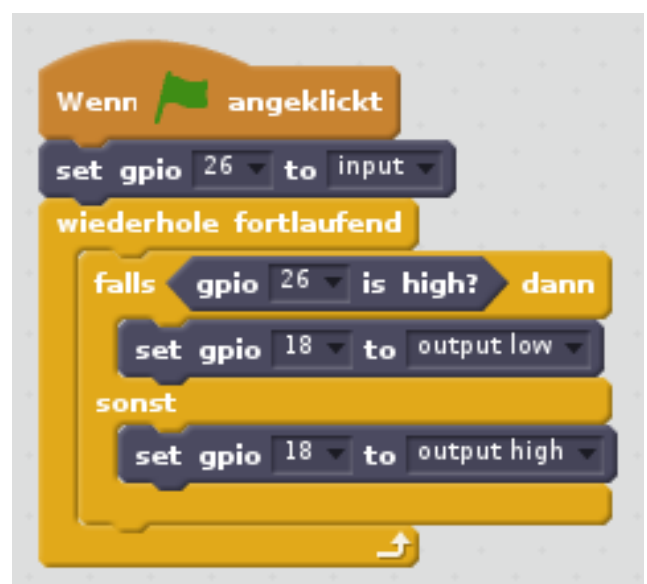 Wenn angeklickt
set gpio 26 to input
wiederhole fortlaufend
falls gpio 26 is high? dann
set gpio 18 to output low
sonst
set gpio 18 to output high